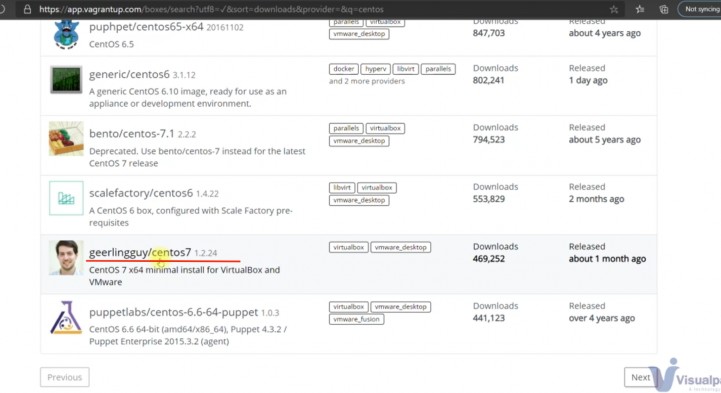 https://app.vagrantup.com/boxes/search?utf8=✓&sort=downloads&provider=&q=centos
Not syncing
puphpet/centos65-x64 20161102
CentOS 6.5
parallels virtualbox
vmware_desktop
Downloads
847,703
Released
about 4 years ago
generic/centos6 3.1.12
A generic CentOS 6.10 image, ready for use as an
appliance or development environment.
docker hyperv libvirt parallels
and 2 more providers
Downloads
802,241
Released
1 day ago
bento/centos-7.1 2.2.2
Deprecated. Use bento/centos-7 instead for the latest
CentOS 7 release
parallels virtualbox
vmware_desktop
Downloads
794,523
Released
about 5 years ago
scalefactory/centos6 1.4.22
A CentOS 6 box, configured with Scale Factory pre-
requisites
libvirt virtualbox
vmware_desktop
Downloads
553,829
Released
2 months ago
geerlingguy/centos7 1.2.24
CentOS 7 x64 minimal install for VirtualBox and
VMware
virtualbox vmware_desktop
Downloads
469,252
Released
about 1 month ago
puppetlabs/centos-6.6-64-puppet 1.0.3
CentOS 6.6 64-bit (amd64/x86_64), Puppet 4.3.2 /
Puppet Enterprise 2015.3.2 (agent)
virtualbox vmware_desktop
vmware_fusion
Downloads
441,123
Released
over 4 years ago
Previous
Next
Visualpa